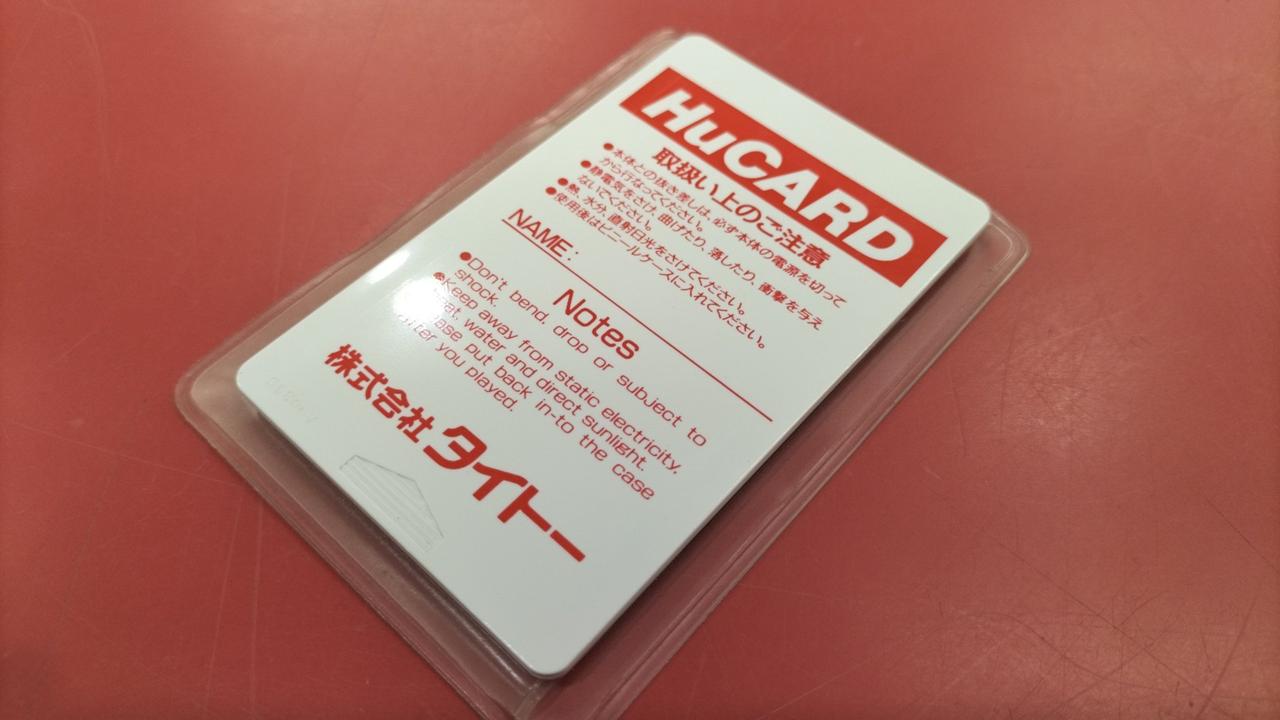 HuCARD
取扱い上のご注意
●本体との抜き差しは、必ず本体の電源を切って
から行なってください。
●静電気をさけ、曲げたり、落したり、衝撃を与え
ないでください。
●熱、水分、直射日光をさけてください。
●使用後はビニールケースに入れてください。
NAME:
Notes
●Don't bend, drop or subject to
shock.
●Keep away from static electricity,
water and direct sunlight.
put back in-to the case
after you played.
株式会社タイトー